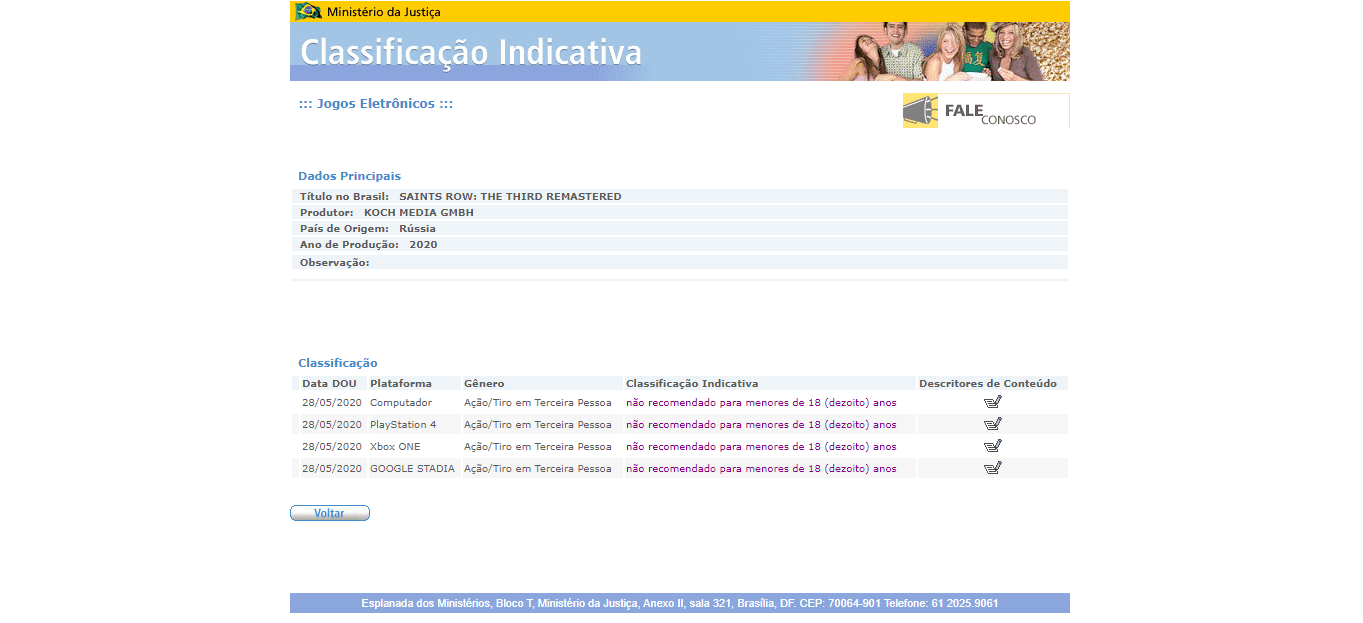 Ministério da Justiça
Classificação Indicativa
::: Jogos Eletrônicos :::
FALE CONOSCO
Dados Principais
Título no Brasil: SAINTS ROW: THE THIRD REMASTERED
Produtor: KOCH MEDIA GMBH
País de Origem: Rússia
Ano de Produção: 2020
Observação:
Classificação
Data DOU Plataforma Gênero Classificação Indicativa Descritores de Conteúdo
28/05/2020 Computador Ação/Tiro em Terceira Pessoa não recomendado para menores de 18 (dezoito) anos
28/05/2020 PlayStation 4 Ação/Tiro em Terceira Pessoa não recomendado para menores de 18 (dezoito) anos
28/05/2020 Xbox ONE Ação/Tiro em Terceira Pessoa não recomendado para menores de 18 (dezoito) anos
28/05/2020 GOOGLE STADIA Ação/Tiro em Terceira Pessoa não recomendado para menores de 18 (dezoito) anos
Voltar
Esplanada dos Ministérios, Bloco T, Ministério da Justiça, Anexo II, sala 321, Brasília, DF. CEP: 70064-901 Telefone: 61 2025.9061